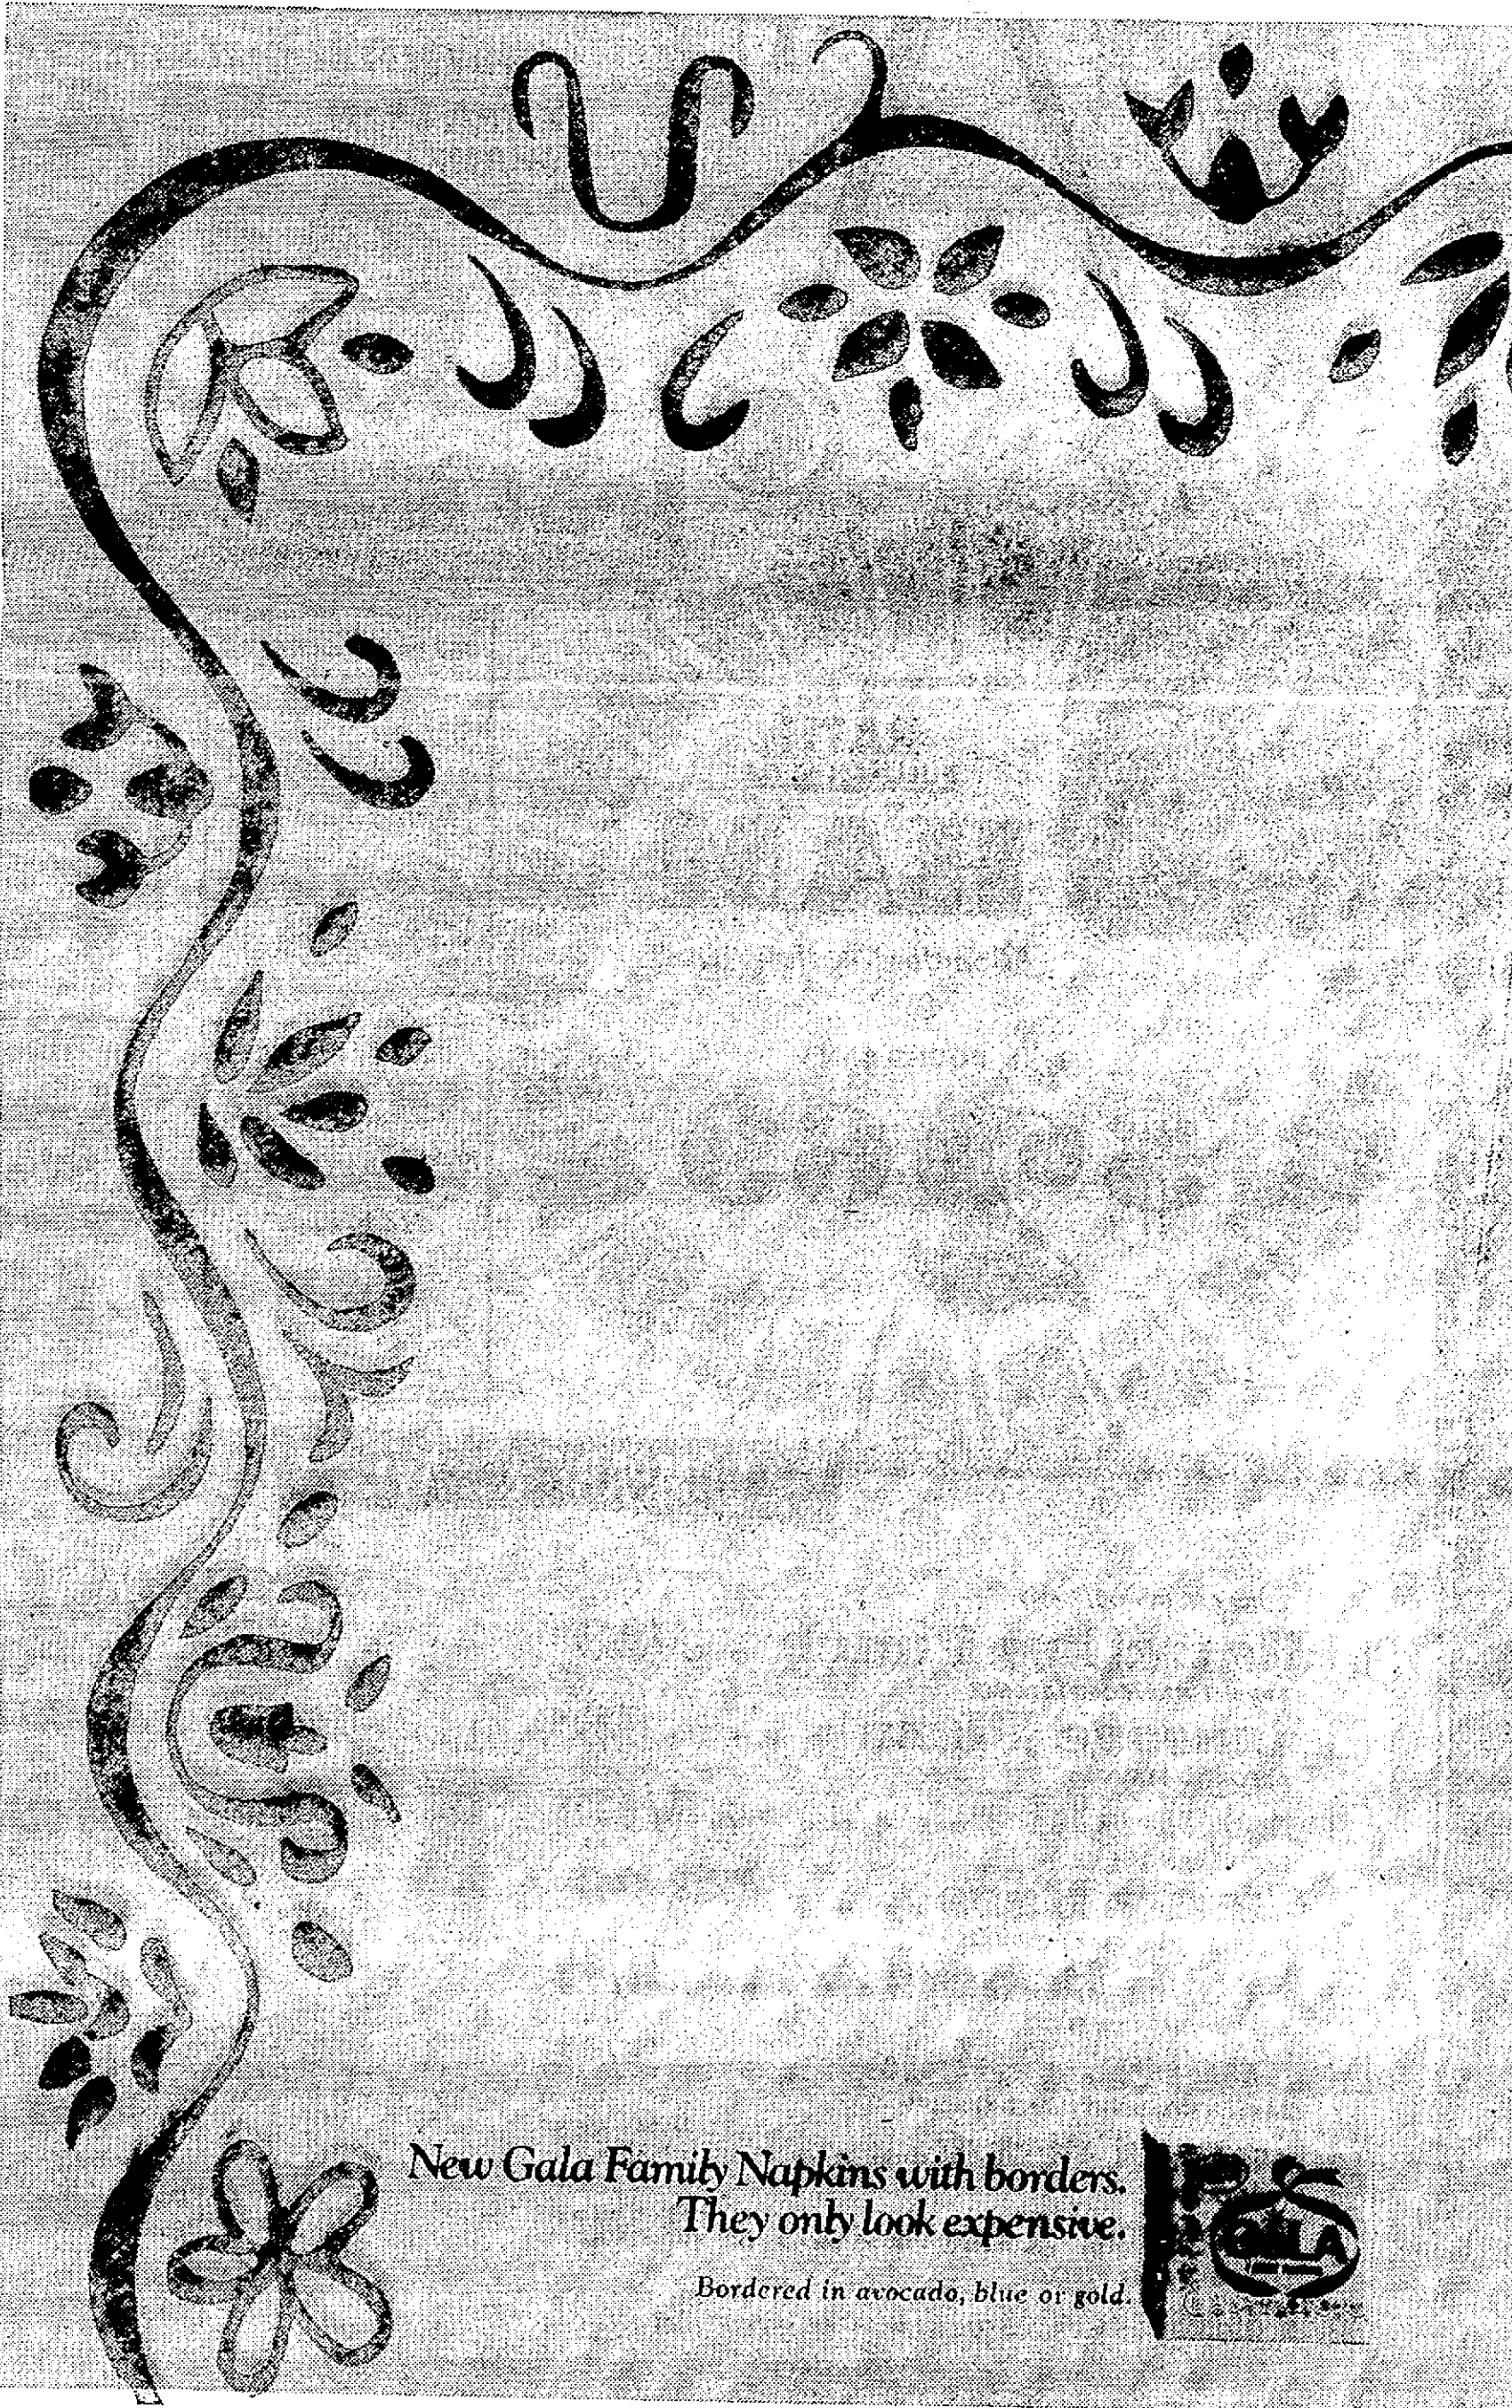 New Gala Family Napkins with borders.
They only look expensive.
Bordered in avocado, blue or gold.
GALA